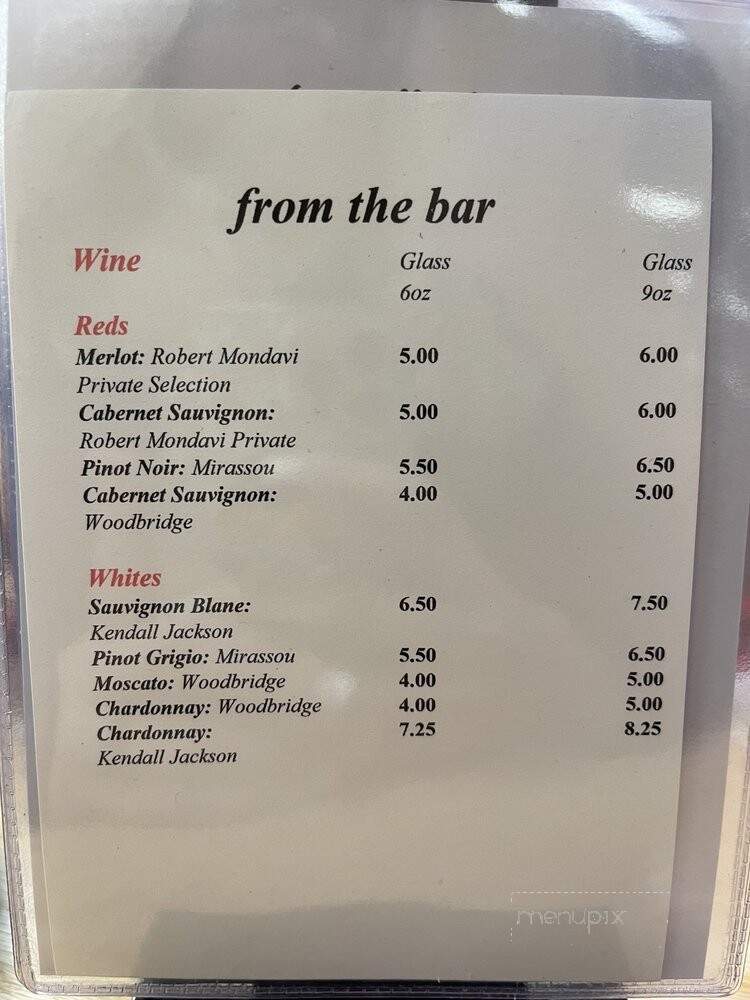 from the bar
Wine Glass Glass
6oz 9oz
Reds
Merlot: Robert Mondavi 5.00 6.00
Private Selection
Cabernet Sauvignon: 5.00 6.00
Robert Mondavi Private
Pinot Noir: Mirassou 5.50 6.50
Cabernet Sauvignon: 4.00 5.00
Woodbridge
Whites
Sauvignon Blane: 6.50 7.50
Kendall Jackson
Pinot Grigio: Mirassou 5.50 6.50
Moscato: Woodbridge 4.00 5.00
Chardonnay: Woodbridge 4.00 5.00
Chardonnay: 7.25 8.25
Kendall Jackson
menupix